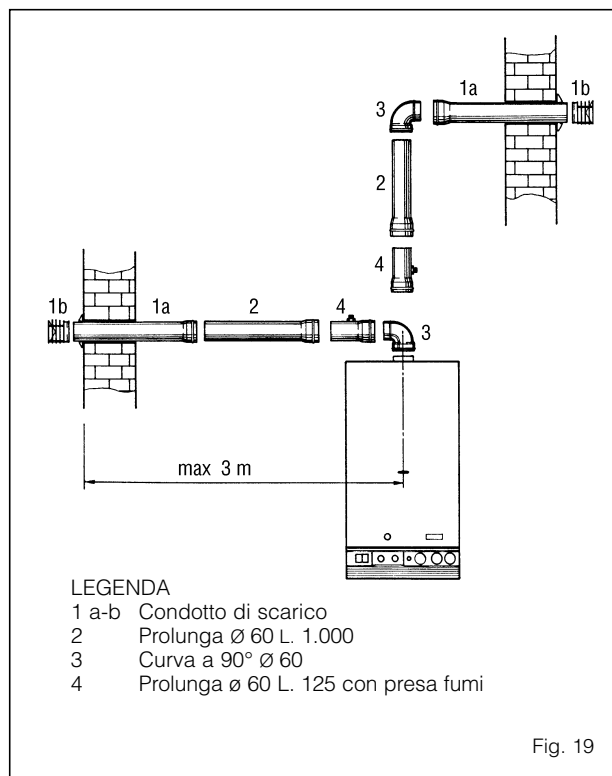 1a 1b
3
2
4
1b 1a 2 4
3
max 3 m
LEGENDA
1 a-b Condotto di scarico
2 Prolunga Ø 60 L. 1.000
3 Curva a 90° Ø 60
4 Prolunga ø 60 L. 125 con presa fumi
Fig. 19